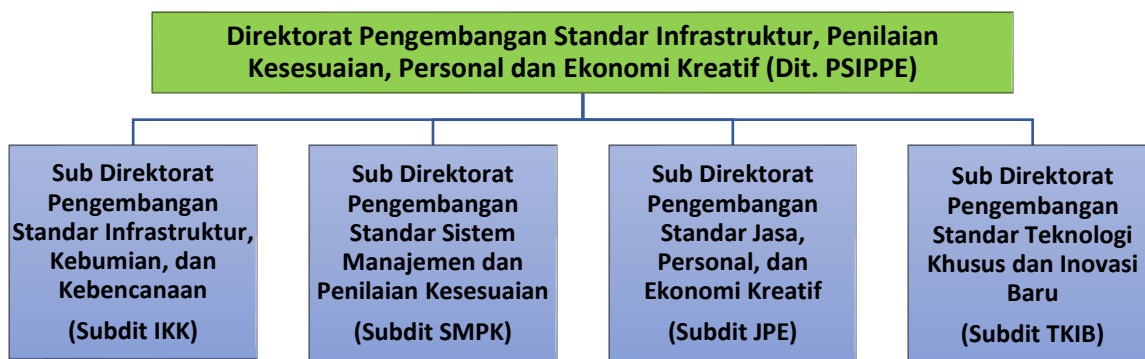 Direktorat Pengembangan Standar Infrastruktur, Penilaian
Kesesuaian, Personal dan Ekonomi Kreatif (Dit. PSIPPE)
Sub Direktorat
Pengembangan
Standar Infrastruktur,
Kebumian, dan
Kebencanaan
(Subdit IKK)
Sub Direktorat
Pengembangan
Standar Sistem
Manajemen dan
Penilaian Kesesuaian
(Subdit SMPK)
Sub Direktorat
Pengembangan
Standar Jasa,
Personal, dan
Ekonomi Kreatif
(Subdit JPE)
Sub Direktorat
Pengembangan
Standar Teknologi
Khusus dan Inovasi
Baru
(Subdit TKIB)